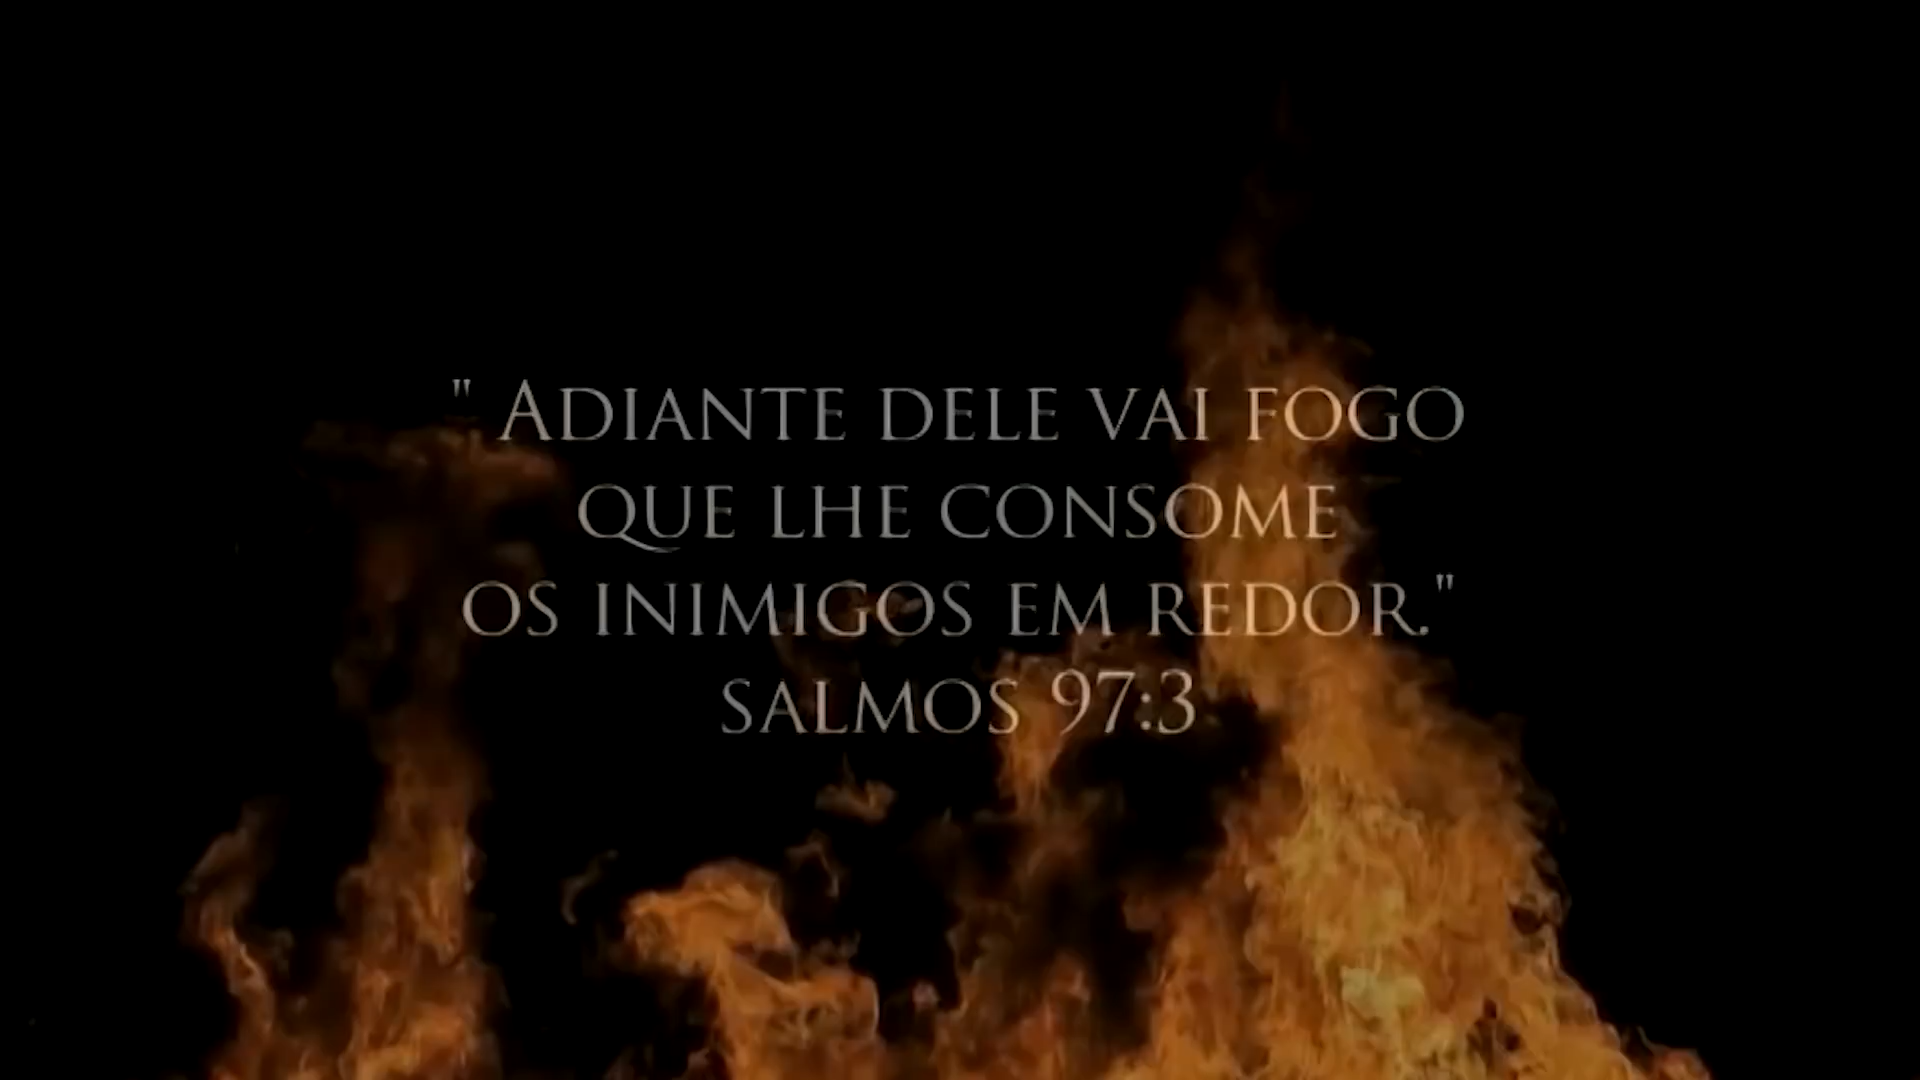 " Adiante dele vai fogo
que lhe consome
os inimigos em redor."
salmos 97:3